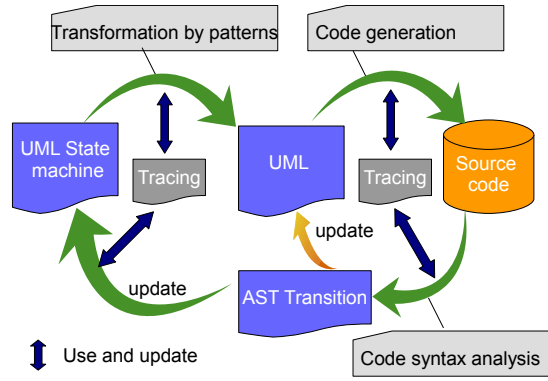 Transformation by patterns
Code generation
UML State
machine
Tracing
UML
Tracing
Source
code
update
AST Transition
update
Use and update
Code syntax analysis